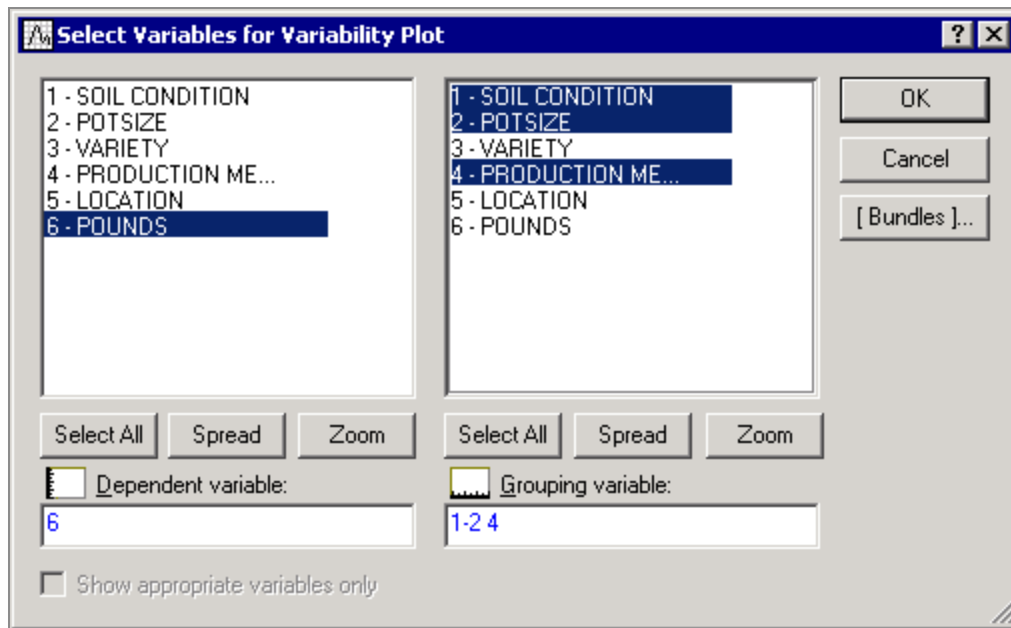 Select Variables for Variability Plot
1 - SOIL CONDITION
2 - POTSIZE
3 - VARIETY
4 - PRODUCTION ME...
5 - LOCATION
6 - POUNDS
1 - SOIL CONDITION
2 - POTSIZE
3 - VARIETY
4 - PRODUCTION ME...
5 - LOCATION
6 - POUNDS
OK
Cancel
[ Bundles ]...
Select All Spread Zoom
Select All Spread Zoom
Dependent variable:
6
Grouping variable:
1-2 4
Show appropriate variables only